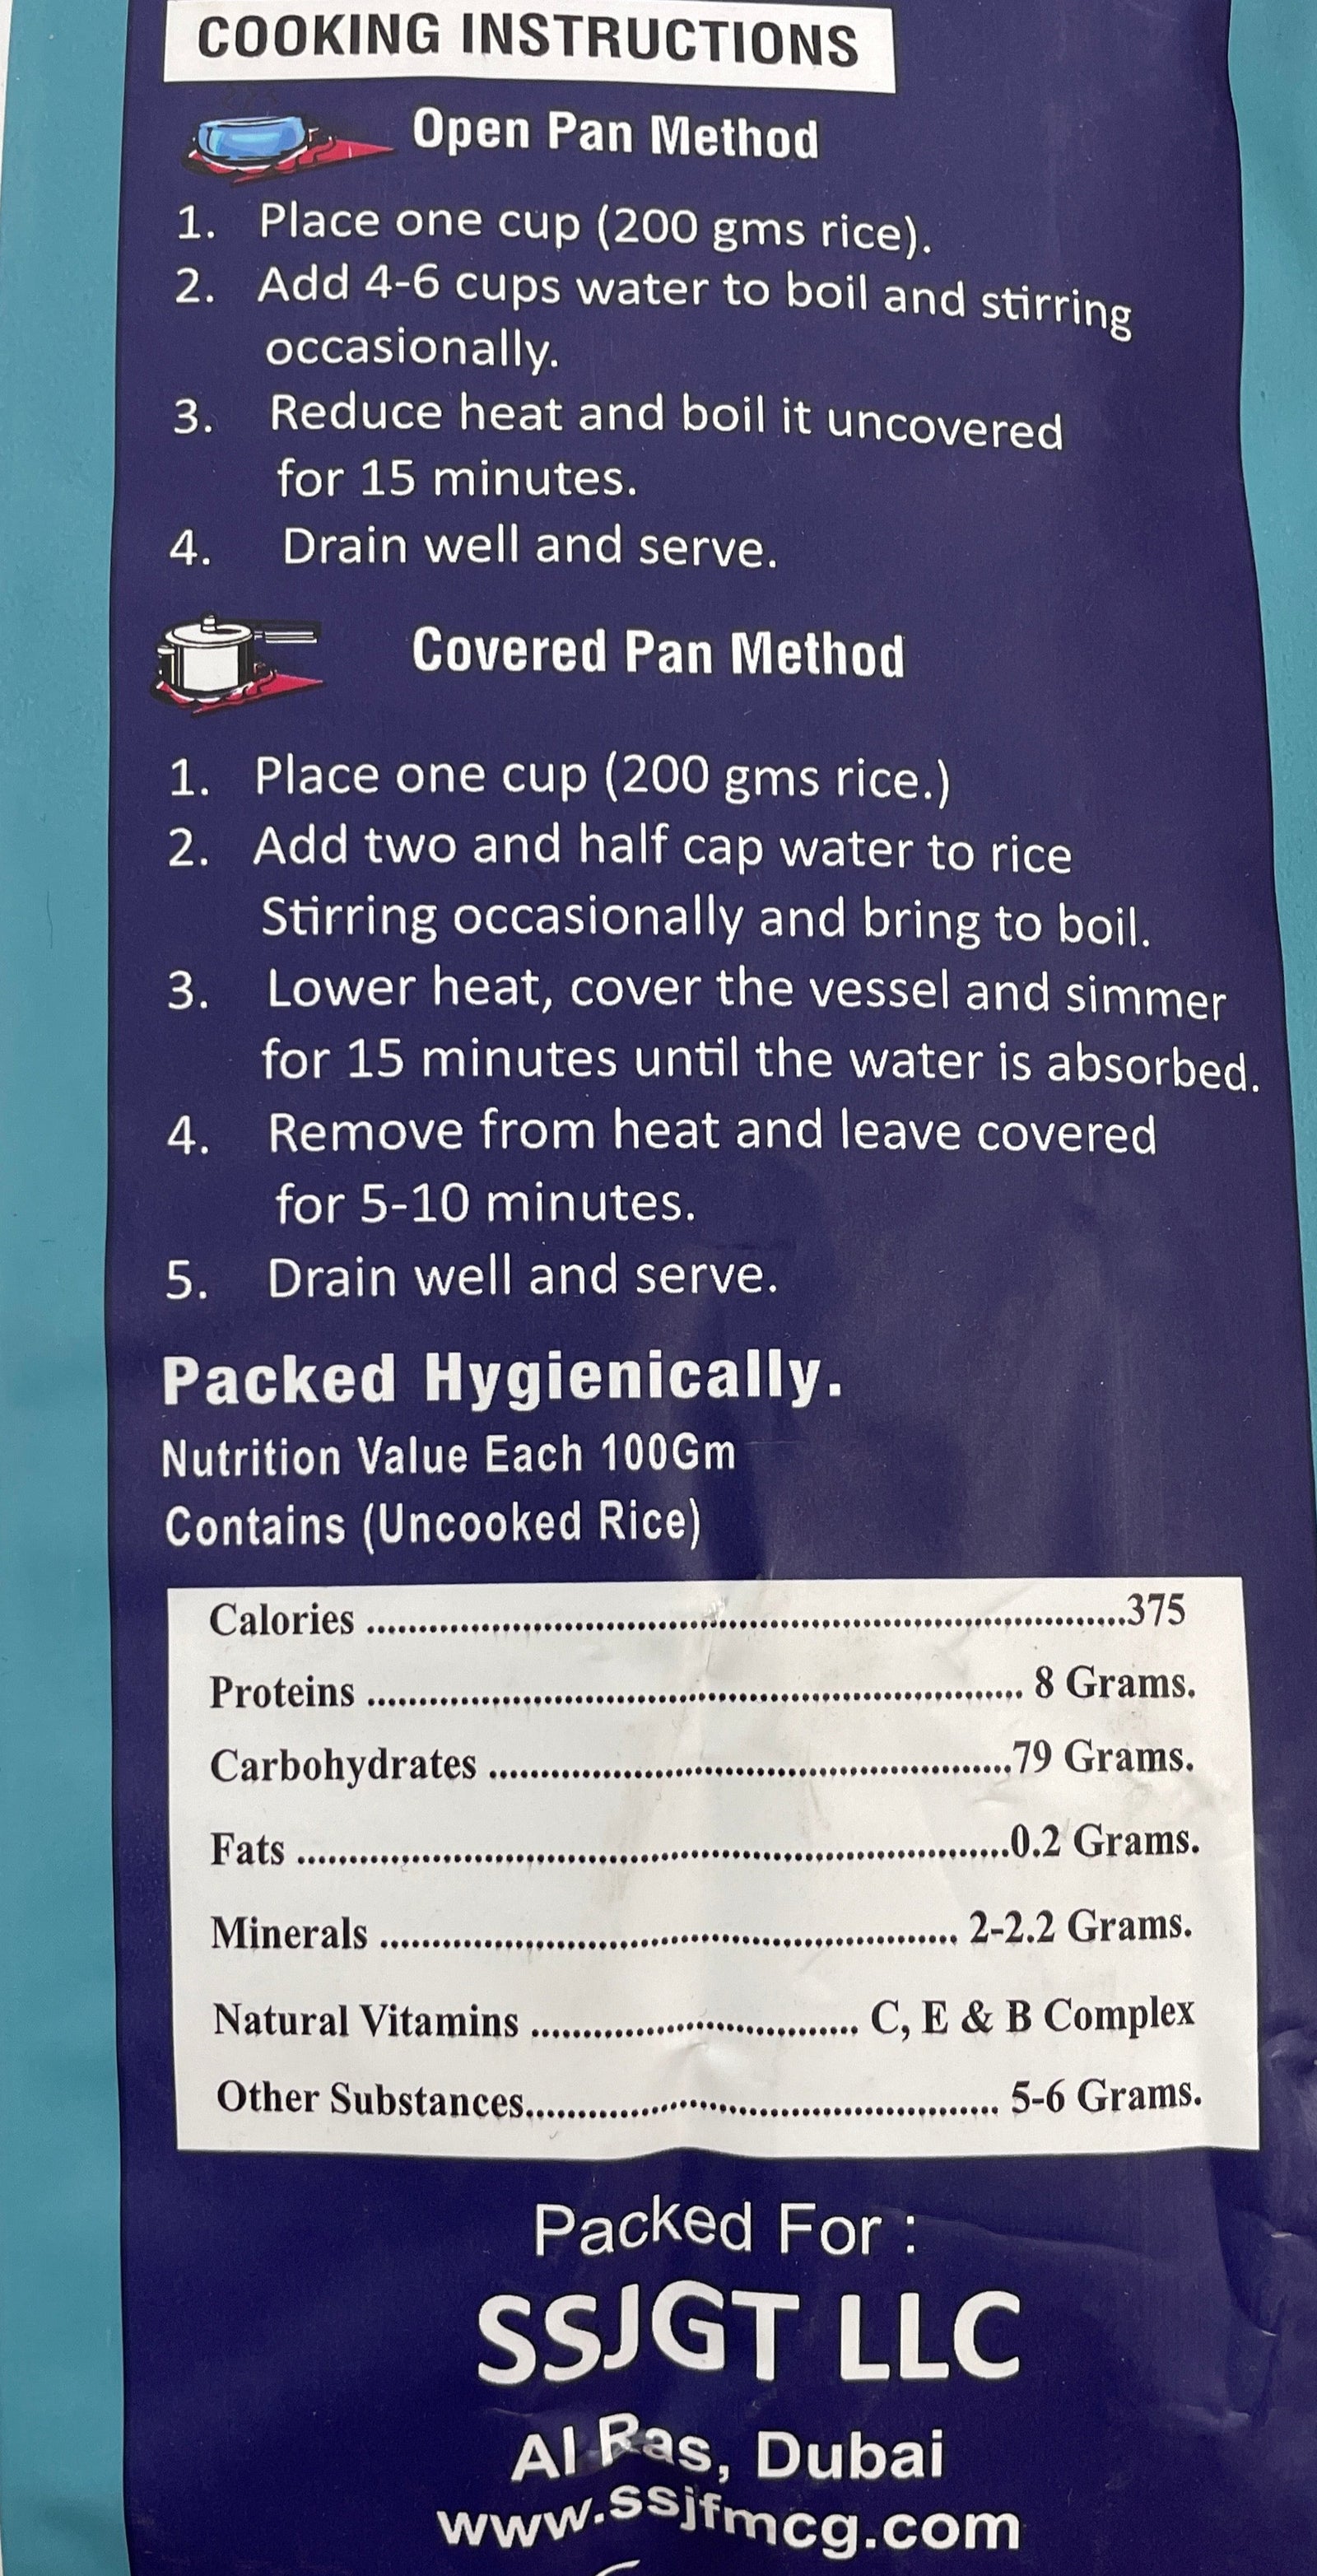 COOKING INSTRUCTIONS
Open Pan Method
1. Place one cup (200 gms rice).
2. Add 4-6 cups water to boil and stirring
occasionally.
3. Reduce heat and boil it uncovered
for 15 minutes.
4. Drain well and serve.
Covered Pan Method
1. Place one cup (200 gms rice.)
2. Add two and half cap water to rice
Stirring occasionally and bring to boil.
3. Lower heat, cover the vessel and simmer
for 15 minutes until the water is absorbed.
4. Remove from heat and leave covered
for 5-10 minutes.
5. Drain well and serve.
Packed Hygienically.
Nutrition Value Each 100Gm
Contains (Uncooked Rice)
Calories ........................................................................375
Proteins ............................................................... 8 Grams.
Carbohydrates ..................................................79 Grams.
Fats ....................................................................0.2 Grams.
Minerals ....................................................... 2-2.2 Grams.
Natural Vitamins ................................ C, E & B Complex
Other Substances.............................................. 5-6 Grams.
Packed For :
SSJGT LLC
Al Ras, Dubai
www.ssjfmcg.com